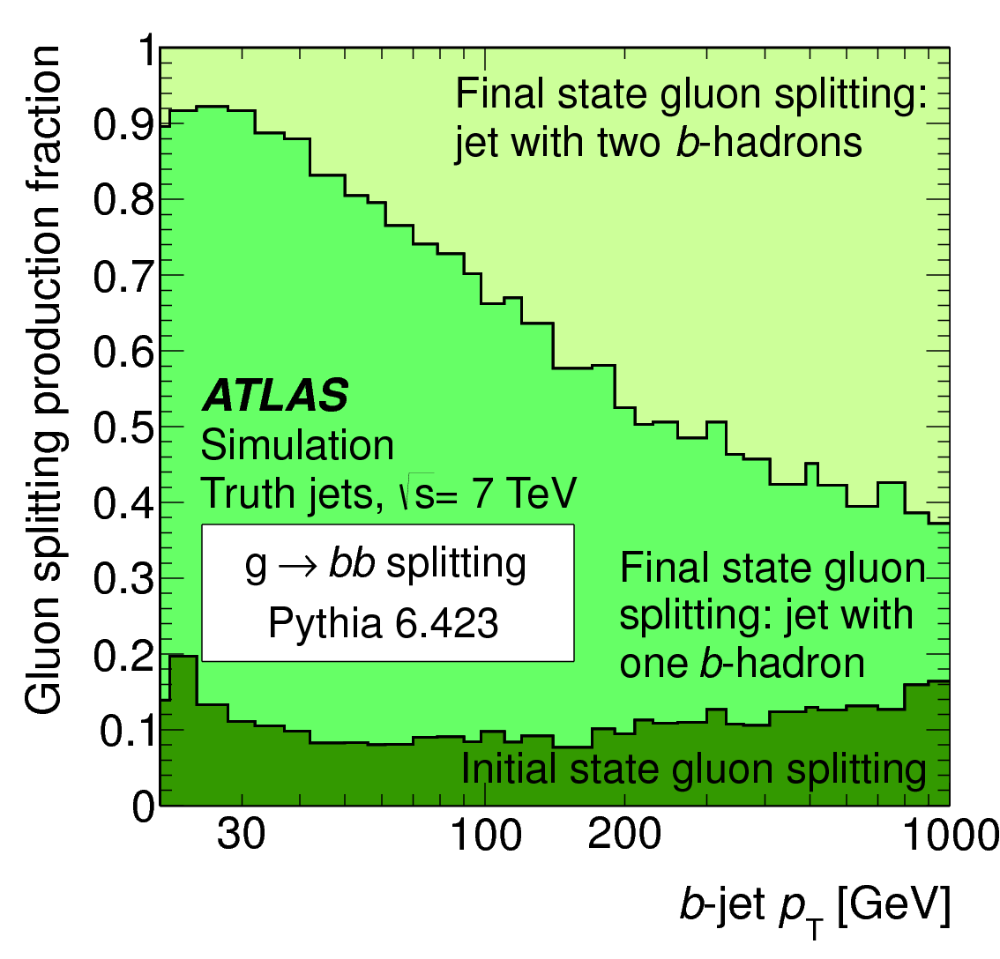 Gluon splitting production fraction
1
0.9
0.8
0.7
0.6
0.5
0.4
0.3
0.2
0.1
0
Final state gluon splitting:
jet with two b-hadrons
ATLAS
Simulation
Truth jets, √s= 7 TeV
g → bb splitting
Pythia 6.423
Final state gluon
splitting: jet with
one b-hadron
Initial state gluon splitting
30 100 200 1000
b-jet pT [GeV]